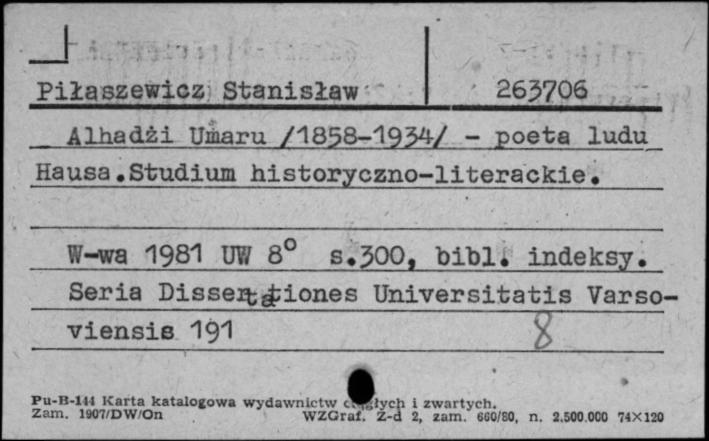 Piłaszewicz Stanisław 263706
Alhadżi Umaru /1858-1934/ - poeta ludu
Hausa.Studium historyczno-literackie.
W-wa 1981 UW 8° s.300, bibl. indeksy.
Seria Dissertationes Universitatis Varso-
viensis 191
8
Pu-B-144 Karta katalogowa wydawnictw ciągłych i zwartych.
Zam. 1907/DW/On WZGraf. Z-d 2, zam. 660/80, n. 2.500.000 74×120